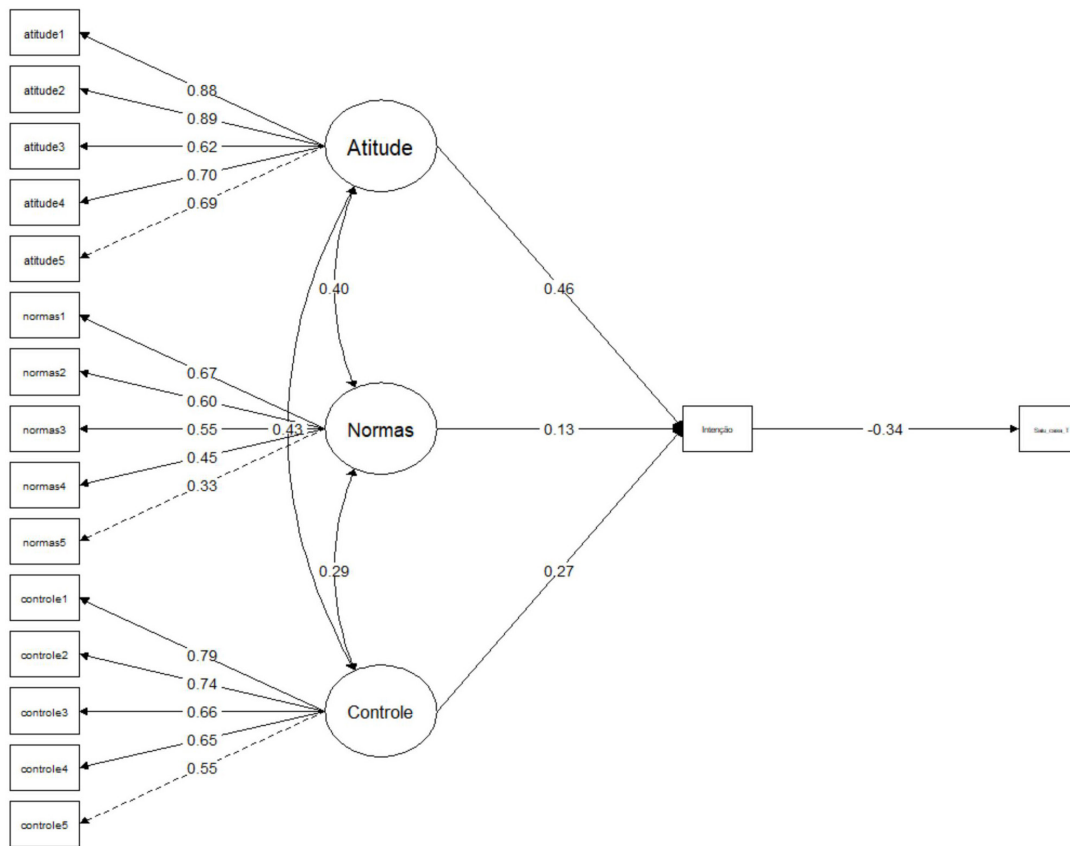 atitude1
atitude2
atitude3
atitude4
atitude5
normas1
normas2
normas3
normas4
normas5
controle1
controle2
controle3
controle4
controle5
0.88
0.89
0.62
0.70
0.69
0.67
0.60
0.55
0.45
0.33
0.79
0.74
0.66
0.65
0.55
Atitude
Normas
Controle
0.40
0.43
0.29
0.46
0.13
0.27
Intenção
-0.34